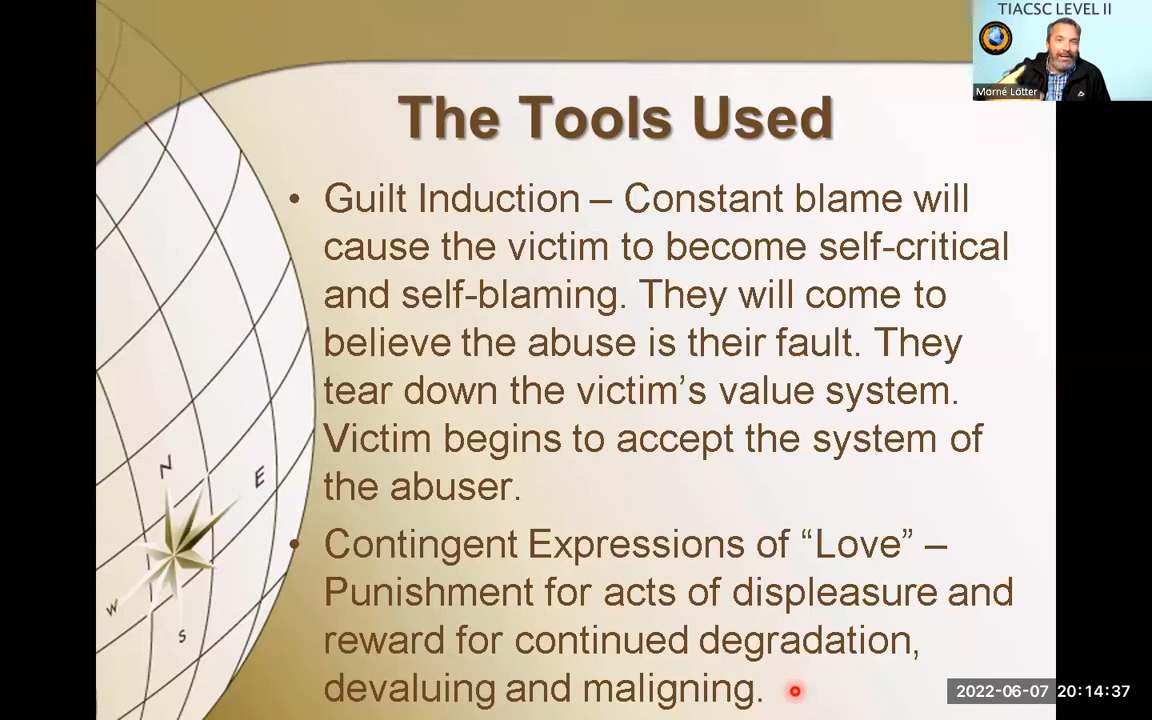 TIACSC LEVEL II
Morné Lötter
The Tools Used
• Guilt Induction – Constant blame will
cause the victim to become self-critical
and self-blaming. They will come to
believe the abuse is their fault. They
tear down the victim’s value system.
Victim begins to accept the system of
the abuser.
• Contingent Expressions of “Love” –
Punishment for acts of displeasure and
reward for continued degradation,
devaluing and maligning.
N
E
W
S
2022-06-07 20:14:37